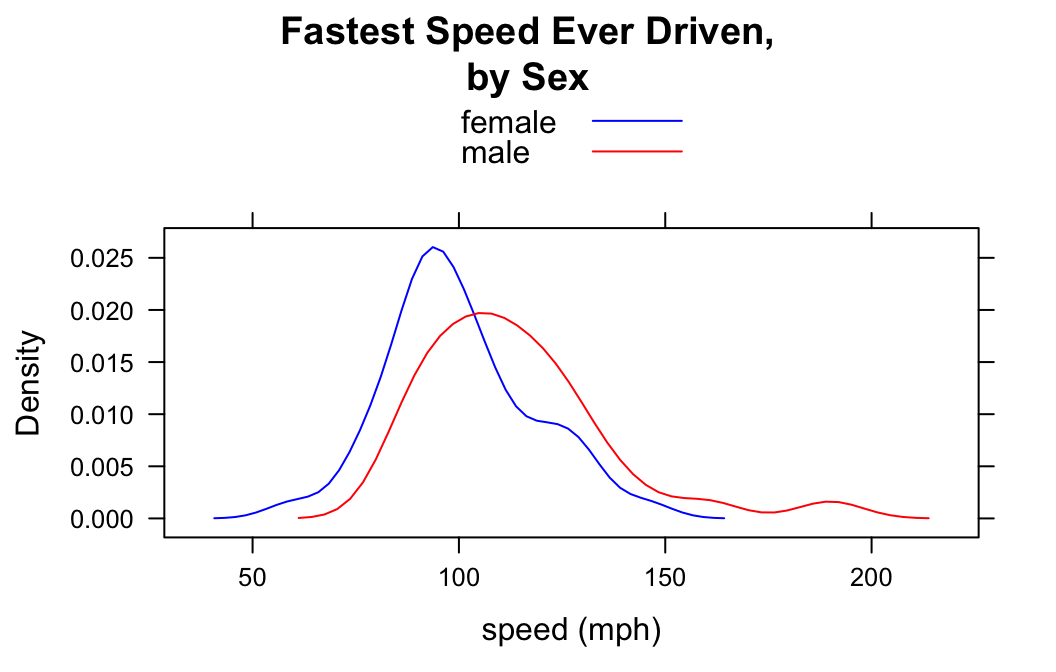 Fastest Speed Ever Driven,
by Sex
female
male
Density
0.025
0.020
0.015
0.010
0.005
0.000
50 100 150 200
speed (mph)